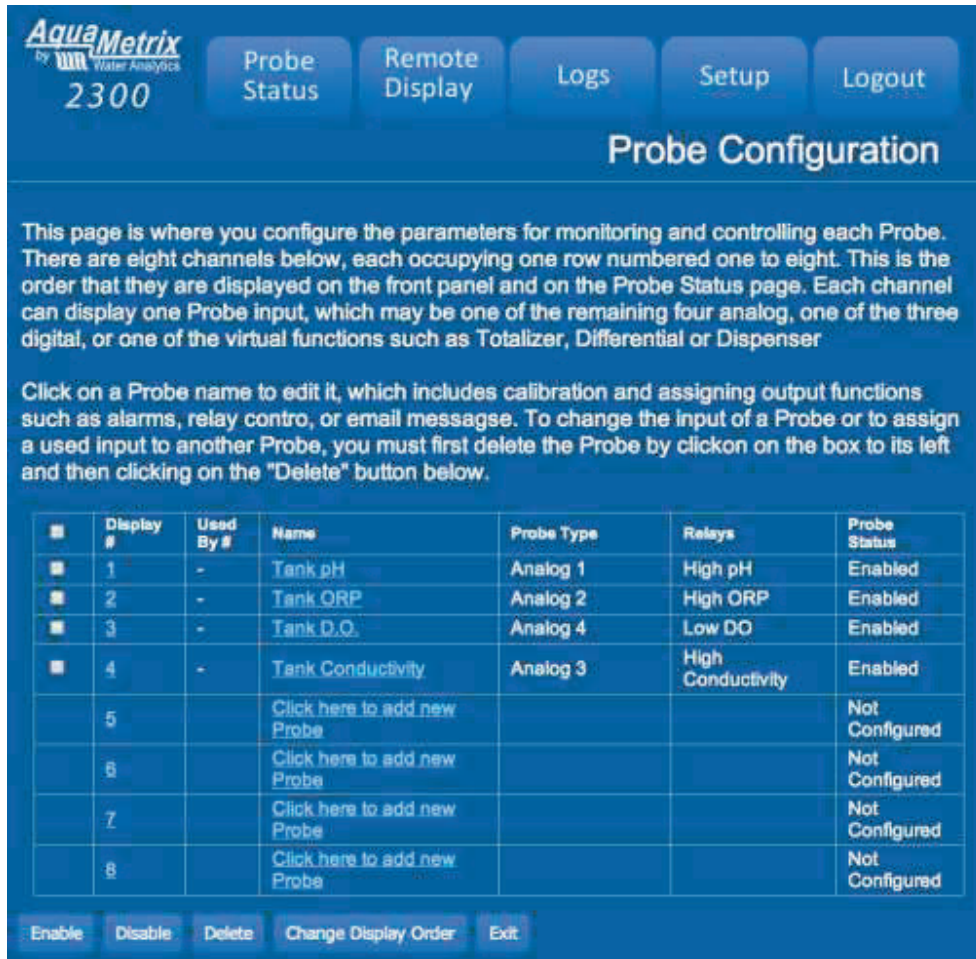 AquaMetrix
by WA Water Analytics
2300
Probe
Status
Remote
Display
Logs
Setup
Logout
Probe Configuration
This page is where you configure the parameters for monitoring and controlling each Probe.
There are eight channels below, each occupying one row numbered one to eight. This is the
order that they are displayed on the front panel and on the Probe Status page. Each channel
can display one Probe input, which may be one of the remaining four analog, one of the three
digital, or one of the virtual functions such as Totalizer, Differential or Dispenser
Click on a Probe name to edit it, which includes calibration and assigning output functions
such as alarms, relay contro, or email messagse. To change the input of a Probe or to assign
a used input to another Probe, you must first delete the Probe by clickon on the box to its left
and then clicking on the "Delete" button below.
Display # Used By # Name Probe Type Relays Probe Status
1 - Tank pH Analog 1 High pH Enabled
2 - Tank ORP Analog 2 High ORP Enabled
3 - Tank D.O. Analog 4 Low DO Enabled
4 - Tank Conductivity Analog 3 High Conductivity Enabled
5 Click here to add new Probe Not Configured
6 Click here to add new Probe Not Configured
7 Click here to add new Probe Not Configured
8 Click here to add new Probe Not Configured
Enable Disable Delete Change Display Order Exit